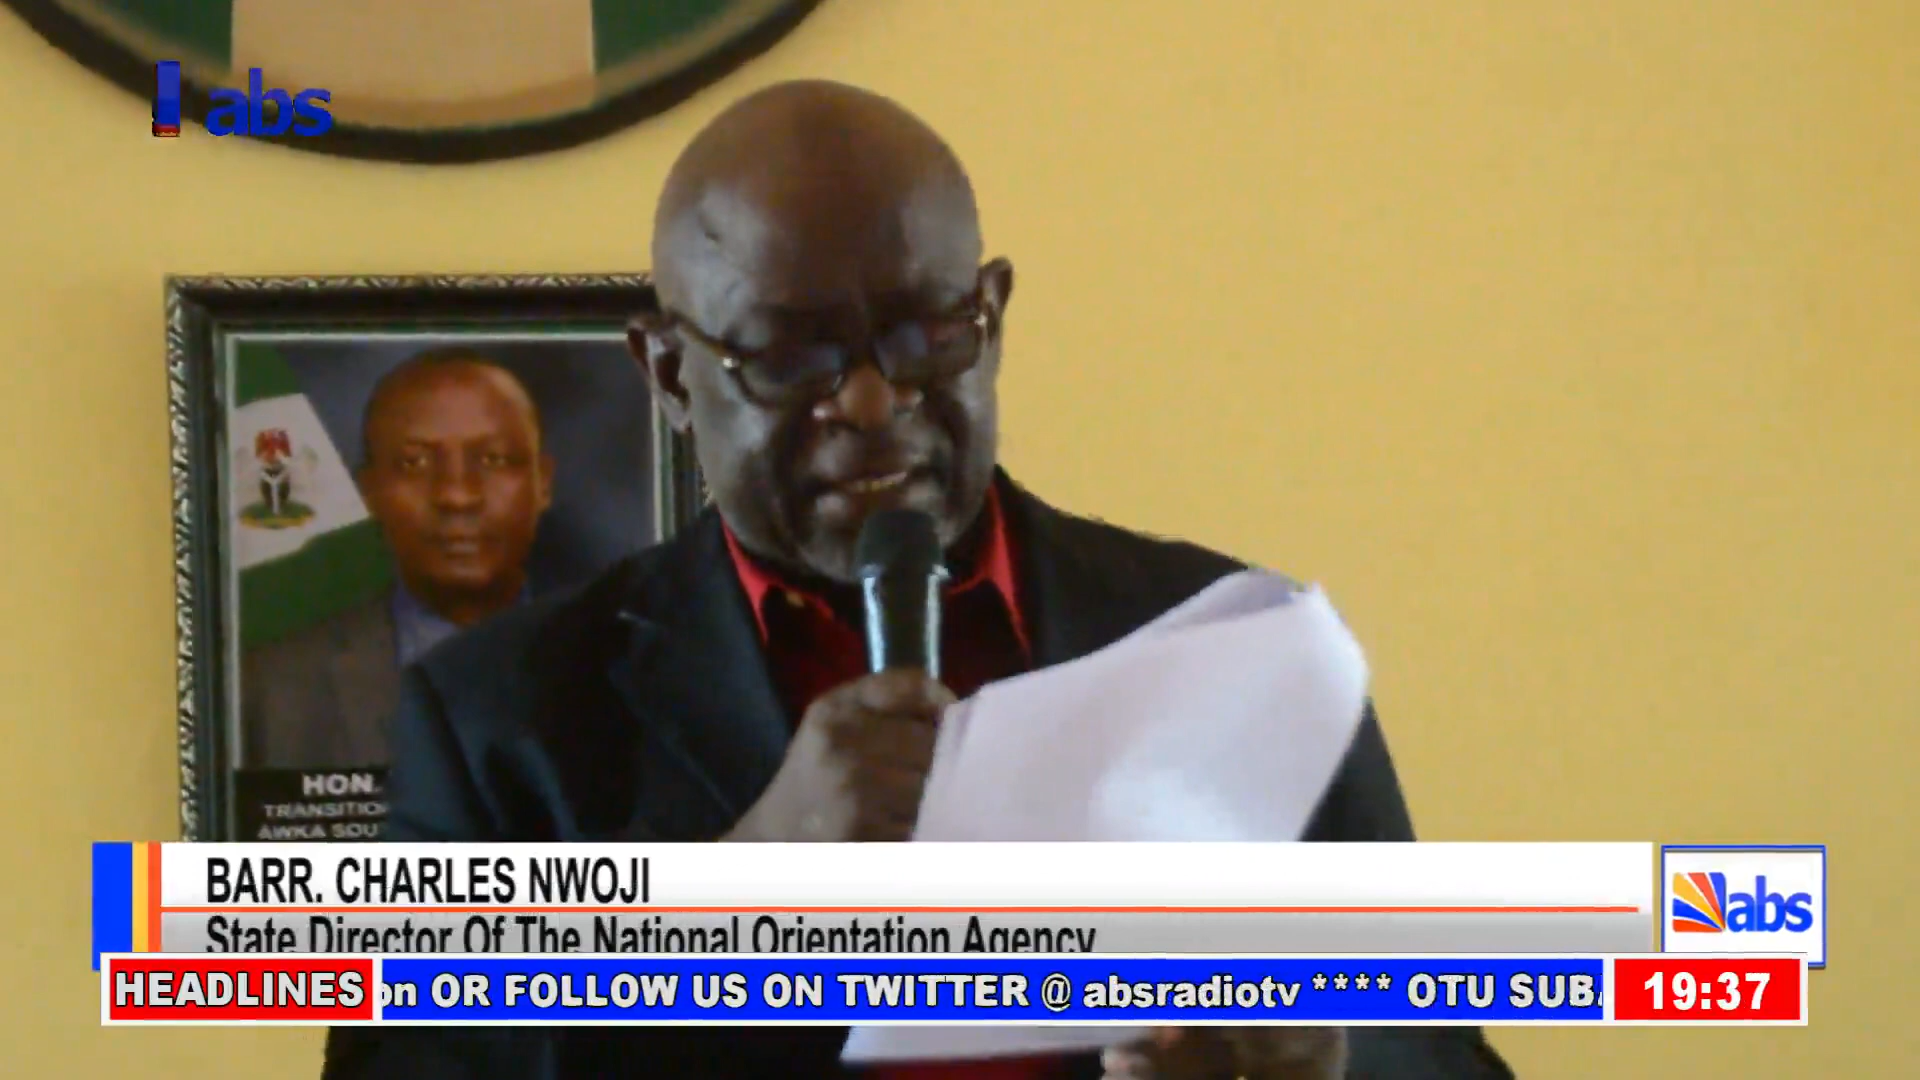 abs
HON.
TRANSITIO
AWKA SOU
BARR. CHARLES NWOJI
State Director Of The National Orientation Agency
abs
HEADLINES
on OR FOLLOW US ON TWITTER @ absradiotv **** OTU SUB
19:37